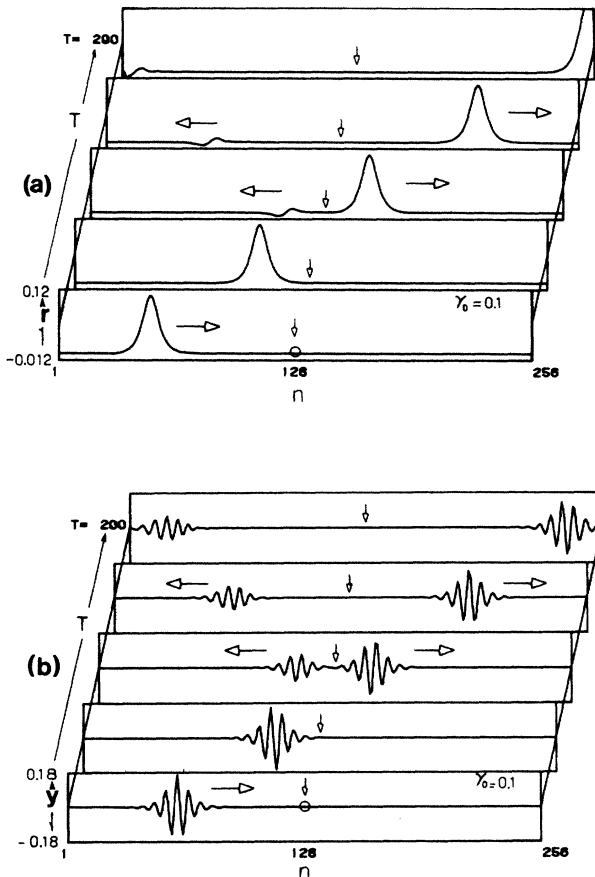 T= 200
T
(a)
0.12
r
-0.012
γ₀ = 0.1
1
126
256
n
T= 200
T
(b)
0.18
y
-0.18
γ₀=0.1
1
126
256
n